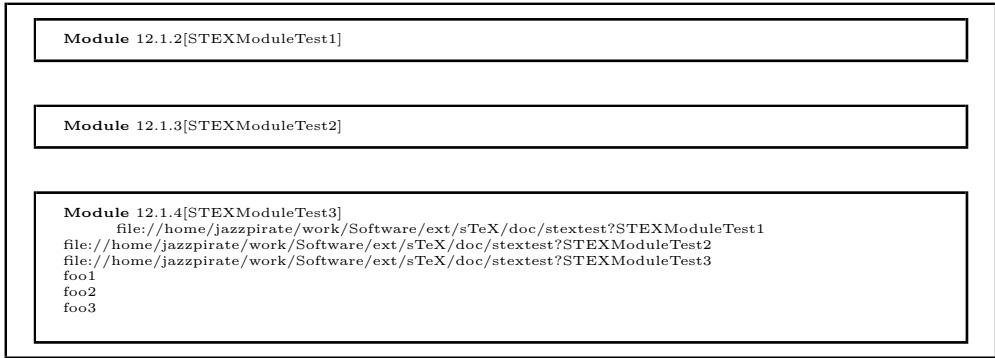 Module 12.1.2[STEXModuleTest1]
Module 12.1.3[STEXModuleTest2]
Module 12.1.4[STEXModuleTest3]
file://home/jazzpirate/work/Software/ext/sTeX/doc/stextest?STEXModuleTest1
file://home/jazzpirate/work/Software/ext/sTeX/doc/stextest?STEXModuleTest2
file://home/jazzpirate/work/Software/ext/sTeX/doc/stextest?STEXModuleTest3
foo1
foo2
foo3